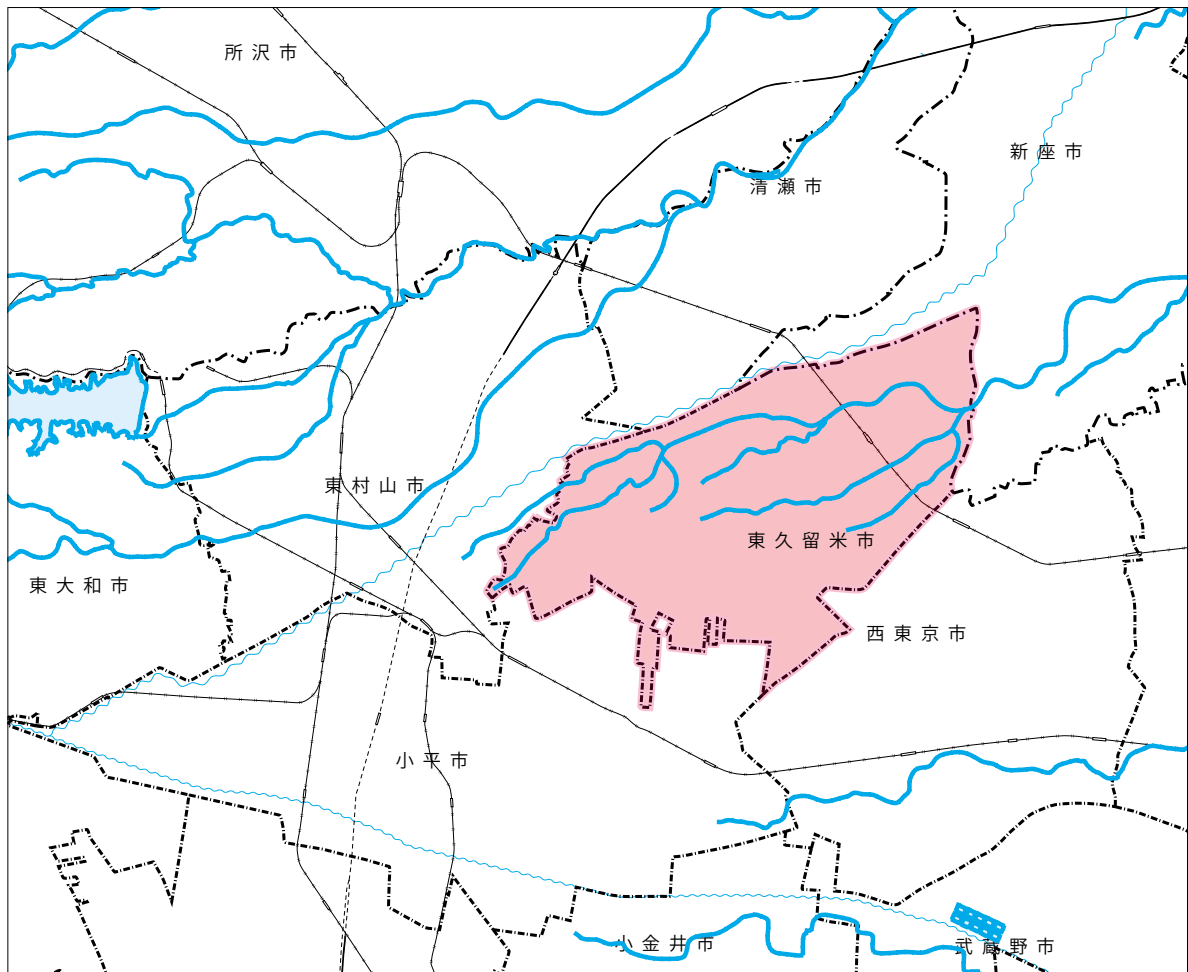 所沢市
新座市
清瀬市
東村山市
東久留米市
東大和市
西東京市
小平市
小金井市
武蔵野市